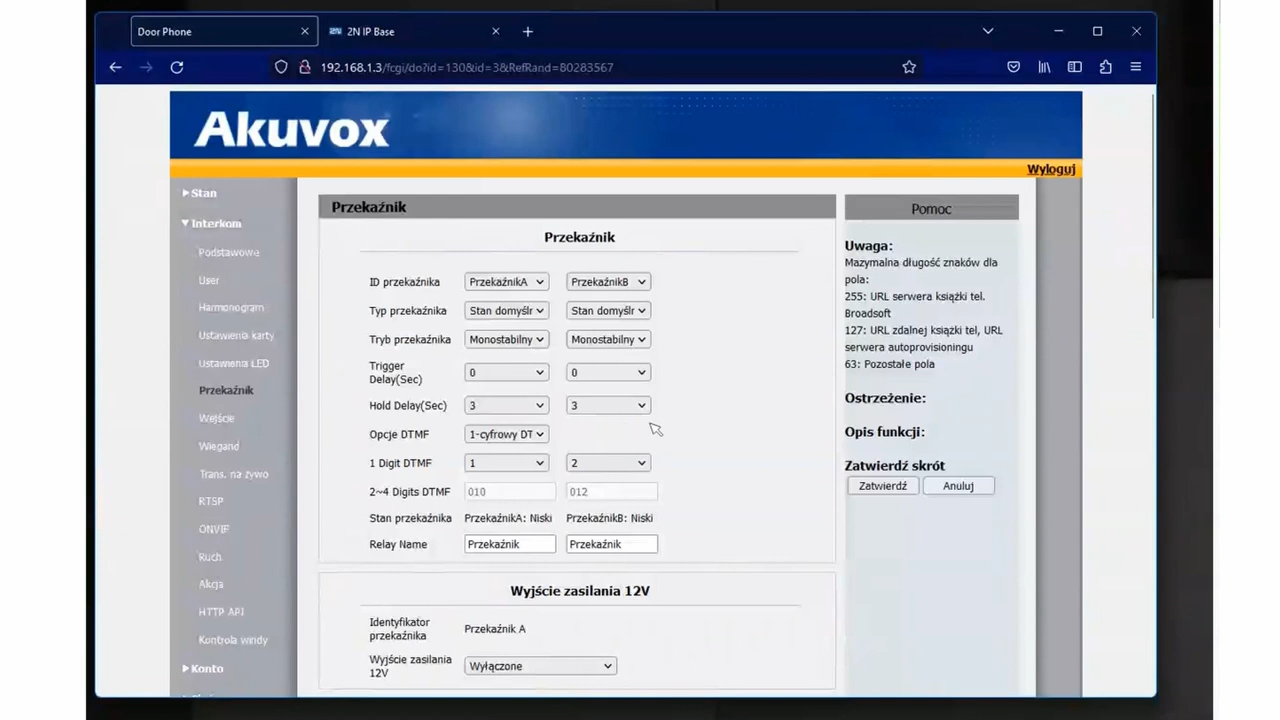 Door Phone
2N IP Base
192.168.1.3/fcgi/do?id=130&id=3&RefRand=80283567
Akuvox
Wyloguj
Stan
Interkom
Podstawowe
User
Harmonogram
Ustawienia karty
Ustawienia LED
Przekaźnik
Wejście
Wiegand
Trans. na żywo
RTSP
ONVIF
Ruch
Akcja
HTTP API
Kontrola windy
Konto
Przekaźnik
Przekaźnik
ID przekaźnika PrzekaźnikA PrzekaźnikB
Typ przekaźnika Stan domyślr Stan domyślr
Tryb przekaźnika Monostabilny Monostabilny
Trigger
Delay(Sec) 0 0
Hold Delay(Sec) 3 3
Opcje DTMF 1-cyfrowy DT
1 Digit DTMF 1 2
2~4 Digits DTMF 010 012
Stan przekaźnika PrzekaźnikA: Niski PrzekaźnikB: Niski
Relay Name Przekaźnik Przekaźnik
Wyjście zasilania 12V
Identyfikator
przekaźnika Przekaźnik A
Wyjście zasilania
12V Wyłączone
Pomoc
Uwaga:
Mazymalna długość znaków dla
pola:
255: URL serwera książki tel.
Broadsoft
127: URL zdalnej książki tel, URL
serwera autoprovisioningu
63: Pozostałe pola
Ostrzeżenie:
Opis funkcji:
Zatwierdź skrót
Zatwierdź Anuluj